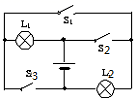 L₁ S₁
S₂
S₃ L₂